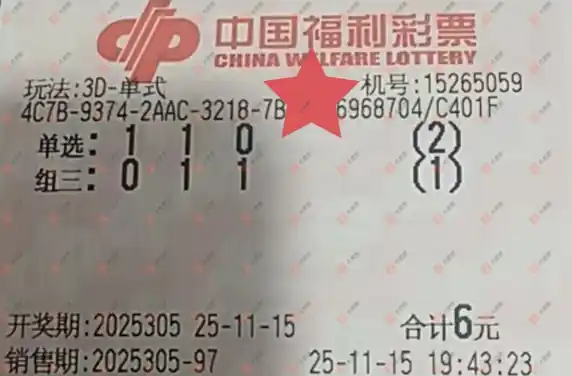 中国福利彩票
CHINA WELFARE LOTTERY
玩法:3D-单式 机号:15265059
4C7B-9374-2AAC-3218-7B 6968704/C401F
单选: 1 1 0 (2)
组三: 0 1 1 (1)
开奖期:2025305 25-11-15 合计6元
销售期:2025305-97 25-11-15 19:43:23